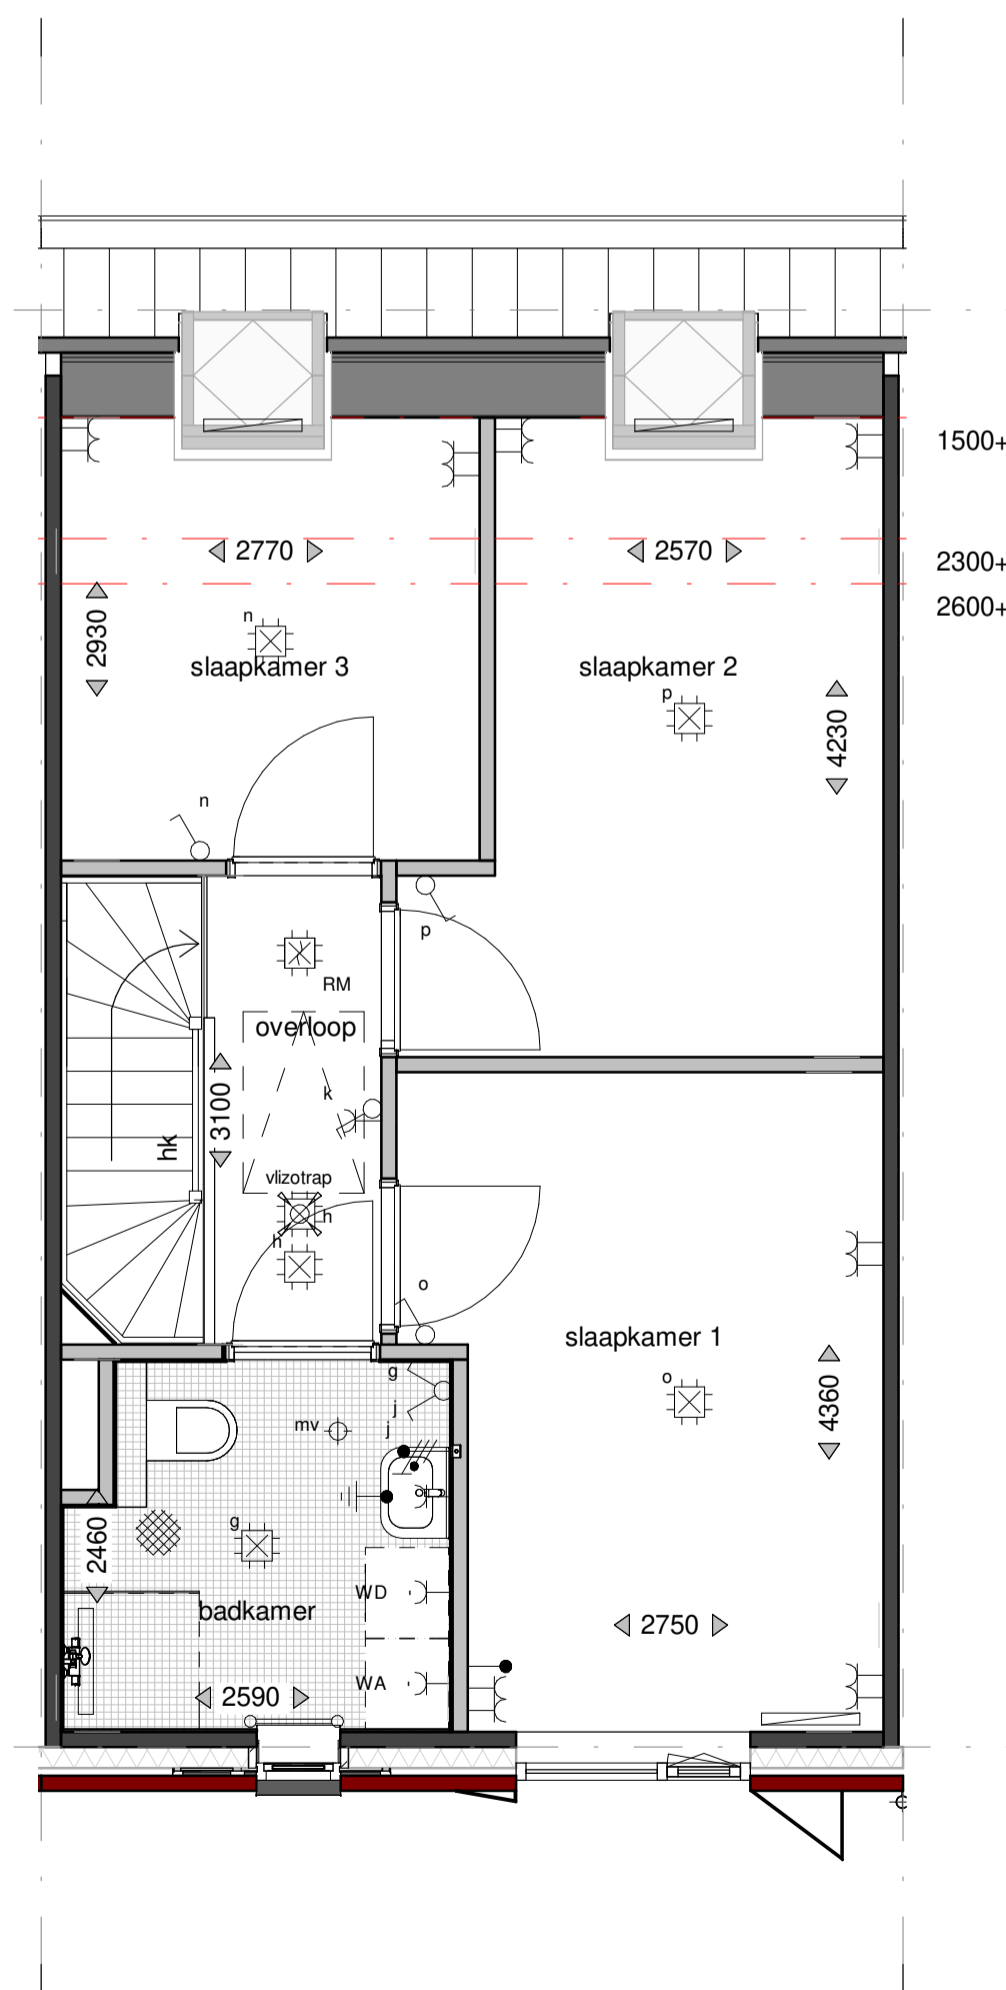 1500+
2770
2570
2300+
2600+
2930
n
slaapkamer 3
slaapkamer 2
p
4230
n
p
RM
overloop
k
3100
hk
vlizotrap
h
h
o
slaapkamer 1
g
o
4360
j
mv
j
g
2460
WD
badkamer
2750
WA
2590